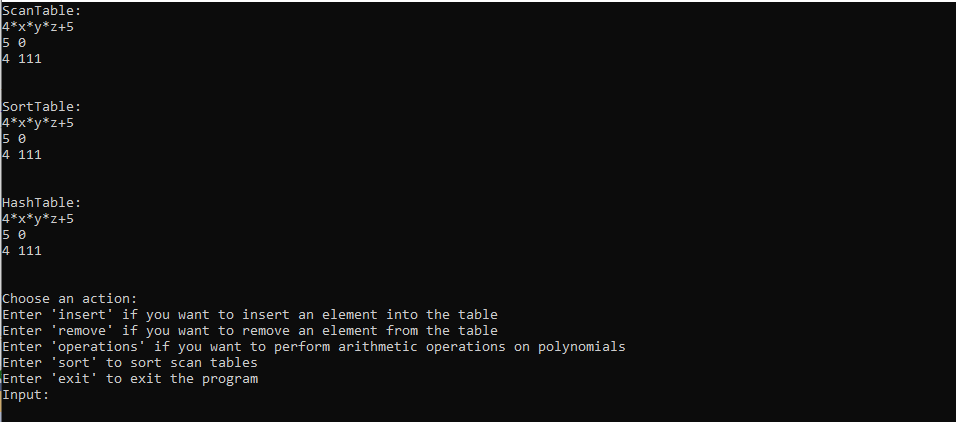 ScanTable:
4*x*y*z+5
5 0
4 111
SortTable:
4*x*y*z+5
5 0
4 111
HashTable:
4*x*y*z+5
5 0
4 111
Choose an action:
Enter 'insert' if you want to insert an element into the table
Enter 'remove' if you want to remove an element from the table
Enter 'operations' if you want to perform arithmetic operations on polynomials
Enter 'sort' to sort scan tables
Enter 'exit' to exit the program
Input: